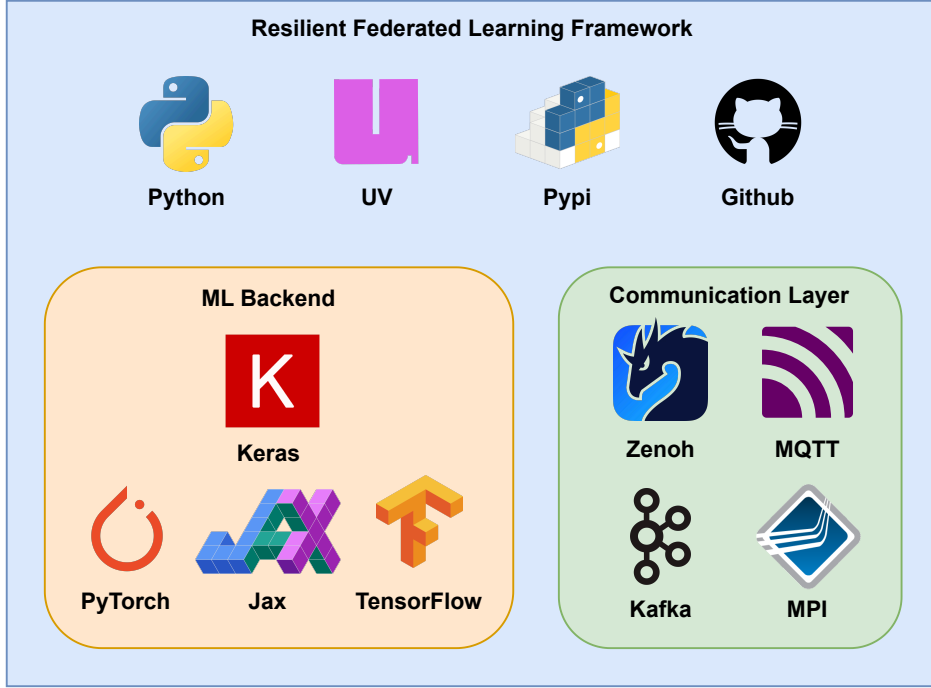 Resilient Federated Learning Framework
Python
UV
Pypi
Github
ML Backend
K
Keras
PyTorch
Jax
TensorFlow
Communication Layer
Zenoh
MQTT
Kafka
MPI